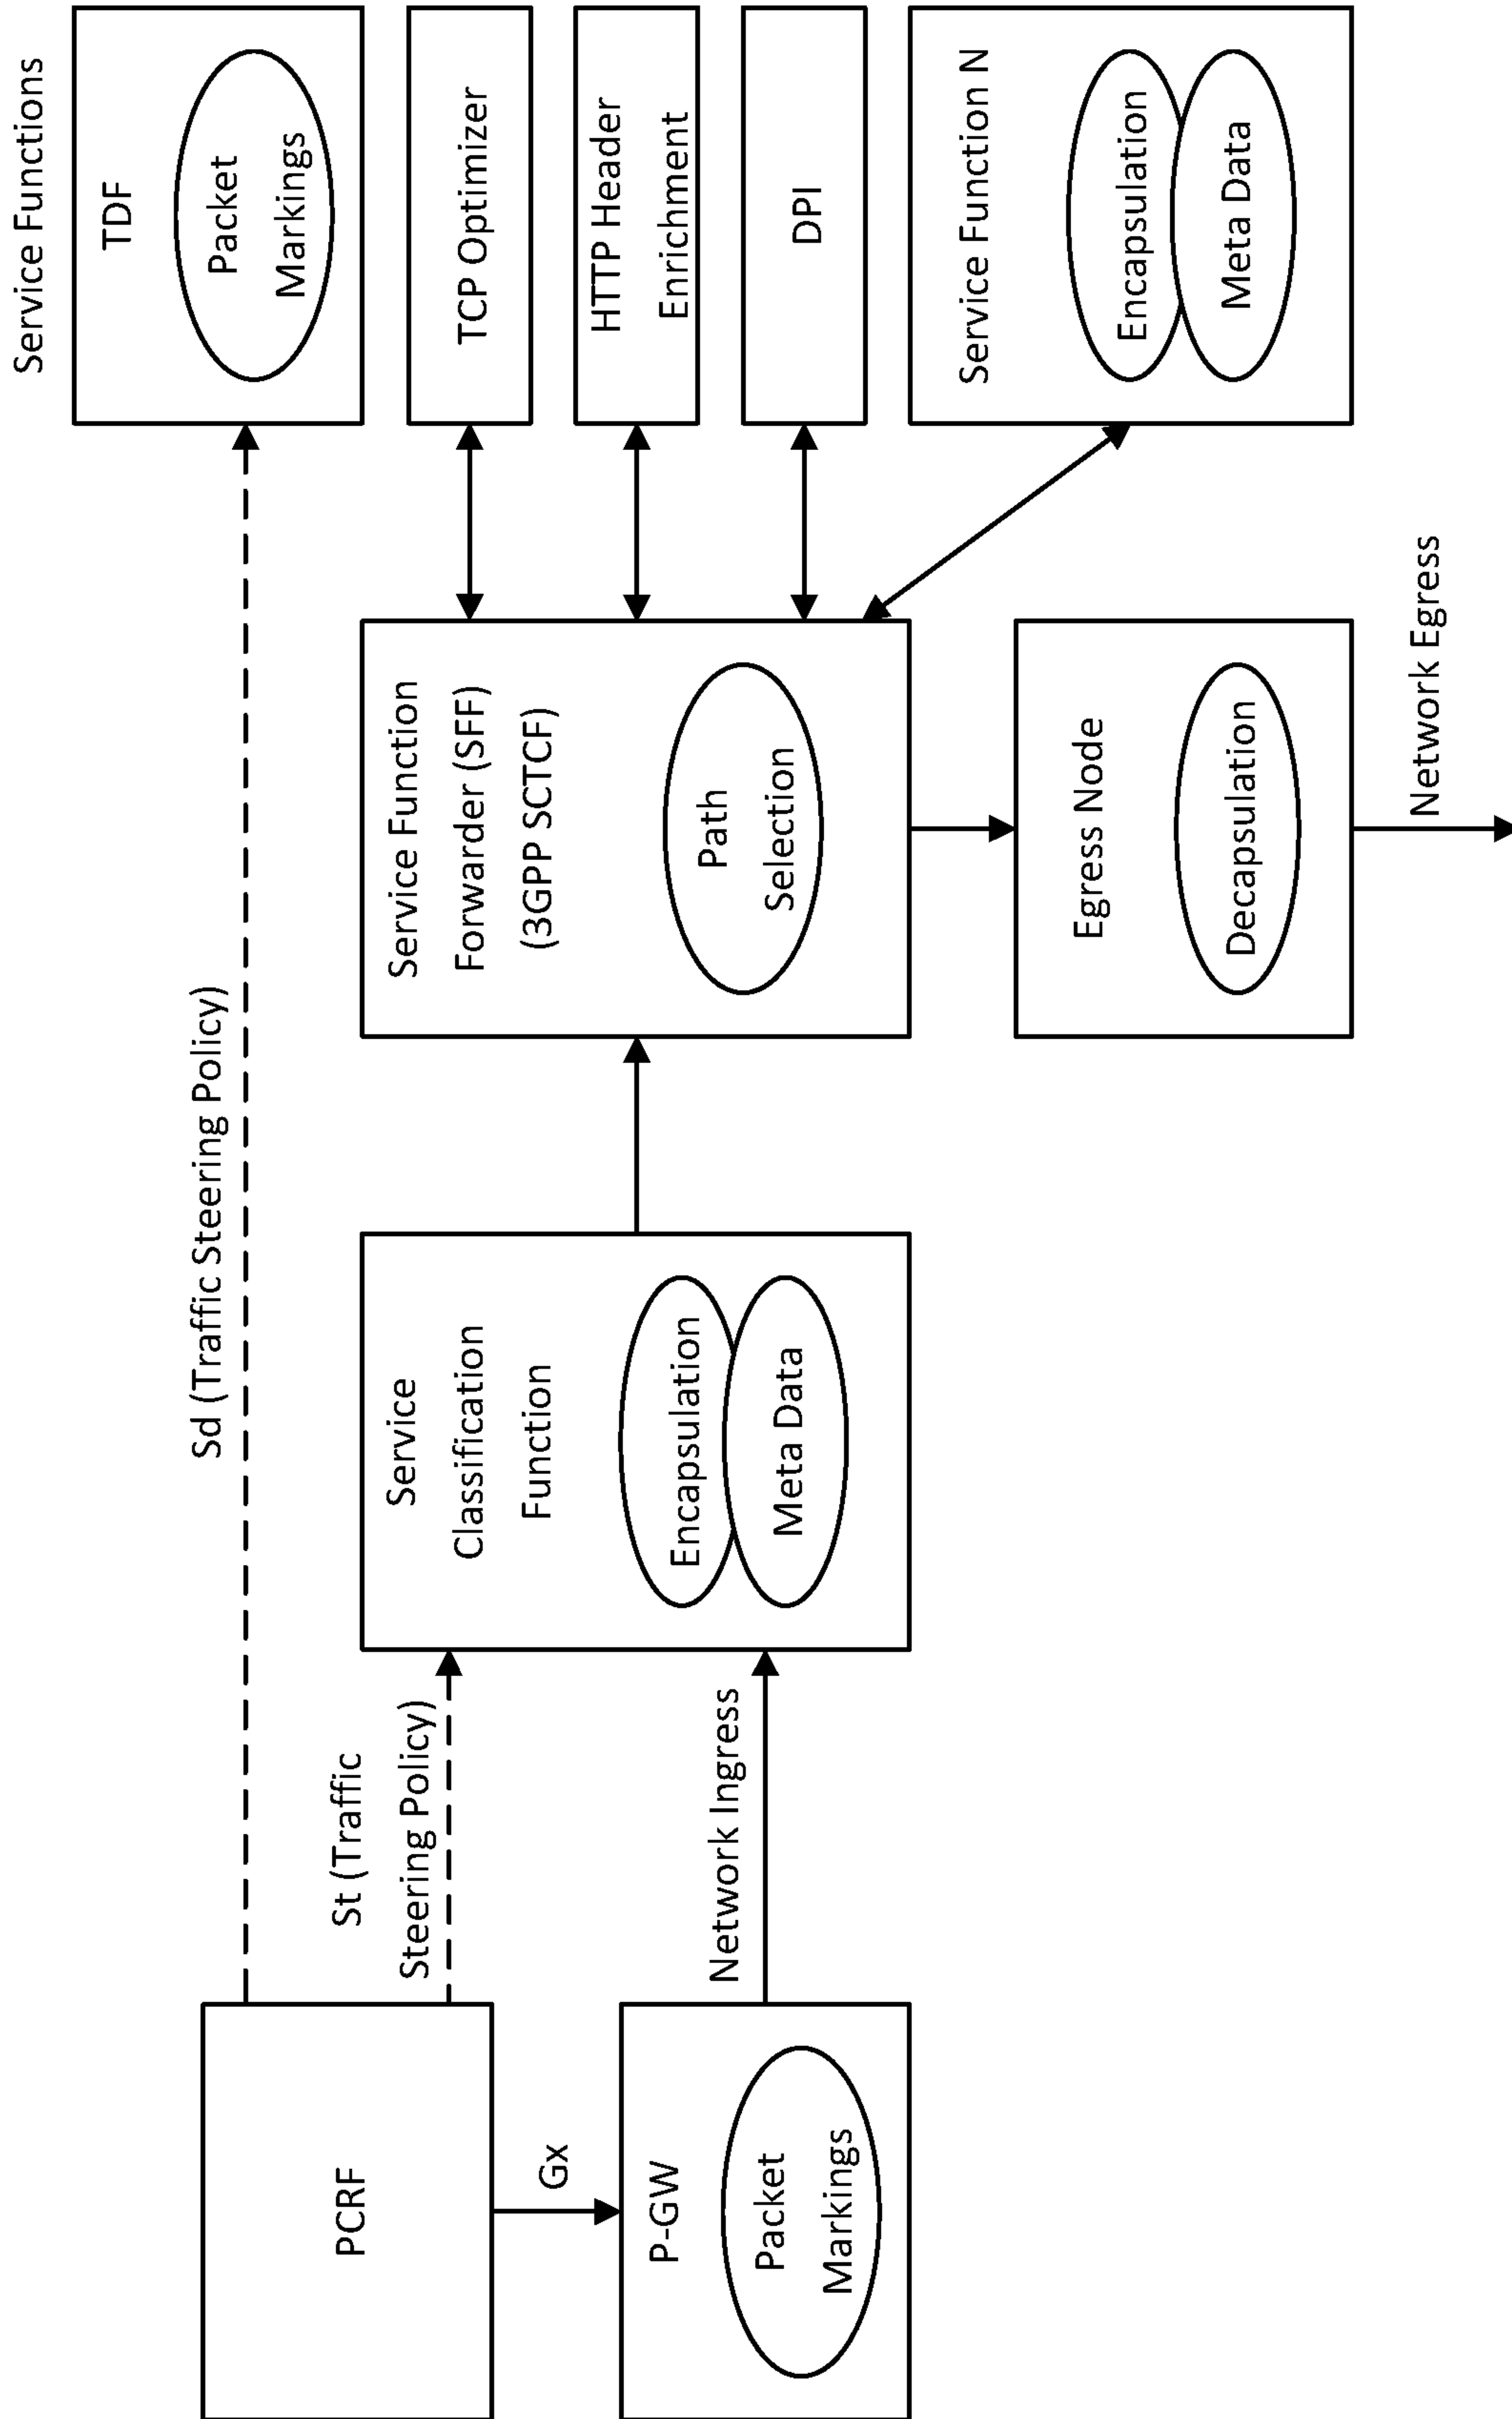 Service Functions
TDF
Packet
Markings
Sd (Traffic Steering Policy)
PCRF
St (Traffic
Steering Policy)
Gx
P-GW
Packet
Markings
Network Ingress
Service
Classification
Function
Encapsulation
Meta Data
Service Function
Forwarder (SFF)
(3GPP SCTCF)
Path
Selection
TCP Optimizer
HTTP Header
Enrichment
DPI
Service Function N
Encapsulation
Meta Data
Egress Node
Decapsulation
Network Egress